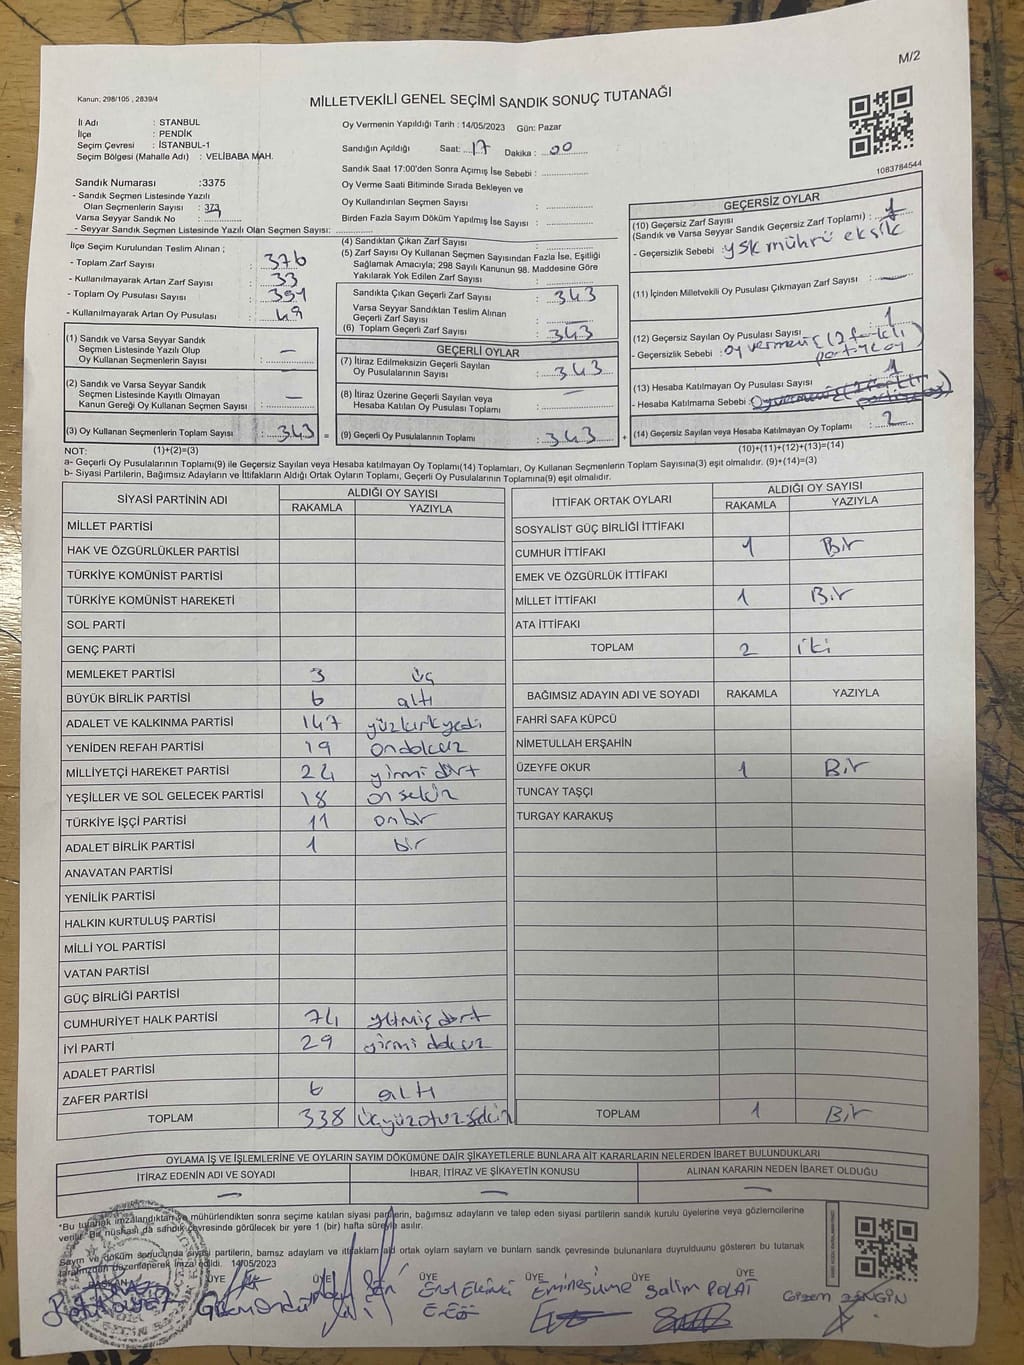 M/2
Kanun, 298/105 , 2839/4
MİLLETVEKİLİ GENEL SEÇİMİ SANDIK SONUÇ TUTANAĞI
İl Adı : STANBUL
İlçe : PENDİK
Seçim Çevresi : İSTANBUL-1
Seçim Bölgesi (Mahalle Adı) : VELİBABA MAH.
Sandık Numarası :3375
- Sandık Seçmen Listesinde Yazılı
Olan Seçmenlerin Sayısı : 373
Varsa Seyyar Sandık No :
- Seyyar Sandık Seçmen Listesinde Yazılı Olan Seçmen Sayısı:
Oy Vermenin Yapıldığı Tarih : 14/05/2023 Gün: Pazar
Sandığın Açıldığı Saat: 17 Dakika : 00
Sandık Saat 17:00'den Sonra Açımış İse Sebebi :
Oy Verme Saati Bitiminde Sırada Bekleyen ve
Oy Kullandırılan Seçmen Sayısı :
Birden Fazla Sayım Döküm Yapılmış İse Sayısı :
1083784544
İlçe Seçim Kurulundan Teslim Alınan ;
- Toplam Zarf Sayısı : 376
- Kullanılmayarak Artan Zarf Sayısı : 33
- Toplam Oy Pusulası Sayısı : 391
- Kullanılmayarak Artan Oy Pusulası : 49
(1) Sandık ve Varsa Seyyar Sandık
Seçmen Listesinde Yazılı Olup
Oy Kullanan Seçmenlerin Sayısı : —
(2) Sandık ve Varsa Seyyar Sandık
Seçmen Listesinde Kayıtlı Olmayan
Kanun Gereği Oy Kullanan Seçmen Sayısı : —
(3) Oy Kullanan Seçmenlerin Toplam Sayısı : 343 =
(1)+(2)=(3)
(4) Sandıktan Çıkan Zarf Sayısı :
(5) Zarf Sayısı Oy Kullanan Seçmen Sayısından Fazla İse, Eşitliği
Sağlamak Amacıyla; 298 Sayılı Kanunun 98. Maddesine Göre
Yakılarak Yok Edilen Zarf Sayısı :
Sandıkta Çıkan Geçerli Zarf Sayısı : 343
Varsa Seyyar Sandıktan Teslim Alınan
Geçerli Zarf Sayısı :
(6) Toplam Geçerli Zarf Sayısı : 343
GEÇERLİ OYLAR
(7) İtiraz Edilmeksizin Geçerli Sayılan
Oy Pusulalarının Sayısı : 343
(8) İtiraz Üzerine Geçerli Sayılan veya
Hesaba Katılan Oy Pusulası Toplamı : —
(9) Geçerli Oy Pusulalarının Toplamı : 343 +
GEÇERSİZ OYLAR
(10) Geçersiz Zarf Sayısı
(Sandık ve Varsa Seyyar Sandık Geçersiz Zarf Toplamı) : 1
- Geçersizlik Sebebi : ysk mührü eksik
(11) İçinden Milletvekili Oy Pusulası Çıkmayan Zarf Sayısı : —
(12) Geçersiz Sayılan Oy Pusulası Sayısı : 1
- Geçersizlik Sebebi : oy vermeniş (2 farklı
partiye oy
(13) Hesaba Katılmayan Oy Pusulası Sayısı : 1
- Hesaba Katılmama Sebebi :
(14) Geçersiz Sayılan veya Hesaba Katılmayan Oy Toplamı : 2
(10)+(11)+(12)+(13)=(14)
NOT:
a- Geçerli Oy Pusulalarının Toplamı(9) ile Geçersiz Sayılan veya Hesaba katılmayan Oy Toplamı(14) Toplamları, Oy Kullanan Seçmenlerin Toplam Sayısına(3) eşit olmalıdır. (9)+(14)=(3)
b- Siyasi Partilerin, Bağımsız Adayların ve İttifakların Aldığı Ortak Oyların Toplamı, Geçerli Oy Pusulalarının Toplamına(9) eşit olmalıdır.
SİYASİ PARTİNİN ADI ALDIĞI OY SAYISI
RAKAMLA YAZIYLA
MİLLET PARTİSİ
HAK VE ÖZGÜRLÜKLER PARTİSİ
TÜRKİYE KOMÜNİST PARTİSİ
TÜRKİYE KOMÜNİST HAREKETİ
SOL PARTİ
GENÇ PARTİ
MEMLEKET PARTİSİ 3 üç
BÜYÜK BİRLİK PARTİSİ 6 altı
ADALET VE KALKINMA PARTİSİ 147 yüzkırkyedi
YENİDEN REFAH PARTİSİ 19 ondokuz
MİLLİYETÇİ HAREKET PARTİSİ 24 yirmi dört
YEŞİLLER VE SOL GELECEK PARTİSİ 18 on sekiz
TÜRKİYE İŞÇİ PARTİSİ 11 onbir
ADALET BİRLİK PARTİSİ 1 bir
ANAVATAN PARTİSİ
YENİLİK PARTİSİ
HALKIN KURTULUŞ PARTİSİ
MİLLİ YOL PARTİSİ
VATAN PARTİSİ
GÜÇ BİRLİĞİ PARTİSİ
CUMHURİYET HALK PARTİSİ 74 yetmiş dört
İYİ PARTİ 29 yirmi dokuz
ADALET PARTİSİ
ZAFER PARTİSİ 6 altı
TOPLAM 338 üçyüzotuzsekiz
İTTİFAK ORTAK OYLARI ALDIĞI OY SAYISI
RAKAMLA YAZIYLA
SOSYALİST GÜÇ BİRLİĞİ İTTİFAKI
CUMHUR İTTİFAKI 1 Bir
EMEK VE ÖZGÜRLÜK İTTİFAKI
MİLLET İTTİFAKI 1 Bir
ATA İTTİFAKI
TOPLAM 2 iki
BAĞIMSIZ ADAYIN ADI VE SOYADI RAKAMLA YAZIYLA
FAHRİ SAFA KÜPCÜ
NİMETULLAH ERŞAHİN
ÜZEYFE OKUR 1 Bir
TUNCAY TAŞÇI
TURGAY KARAKUŞ
TOPLAM 1 Bir
OYLAMA İŞ VE İŞLEMLERİNE VE OYLARIN SAYIM DÖKÜMÜNE DAİR ŞİKAYETLERLE BUNLARA AİT KARARLARIN NELERDEN İBARET BULUNDUKLARI
İTİRAZ EDENİN ADI VE SOYADI İHBAR, İTİRAZ VE ŞİKAYETİN KONUSU ALINAN KARARIN NEDEN İBARET OLDUĞU
— — —
*Bu tutanak imzalandıktan ve mühürlendikten sonra seçime katılan siyasi partilerin, bağımsız adayların ve talep eden siyasi partilerin sandık kurulu üyelerine veya gözlemcilerine
verilir. Bir nüshası da sandık çevresinde görülecek bir yere 1 (bir) hafta süreyle asılır.
Sayım ve döküm sonucunda siyasi partilerin, bamsz adaylarn ve ittifaklarn ald ortak oylarn saylarn ve bunlarn sandk çevresinde bulunanlara duyrulduunu gösteren bu tutanak
tarafmzdan düzenlenerek imza edildi. 14/05/2023
ÜYE ÜYE ÜYE ÜYE ÜYE ÜYE
Erol Ekinci Salim POLAT Gizem ZENGİN